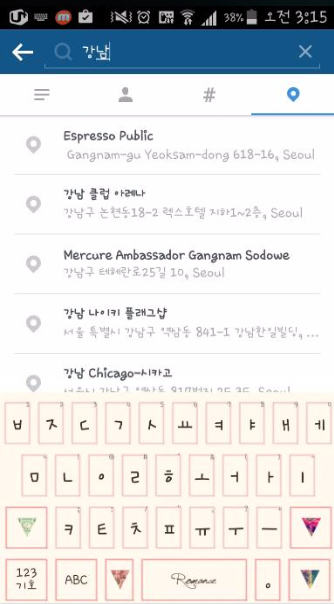 38% 오전 3:15
강남
#
Espresso Public
Gangnam-gu Yeoksam-dong 618-16, Seoul
강남 클럽 아레나
강남구 논현동18-2 렉스호텔 지하1~2층, Seoul
Mercure Ambassador Gangnam Sodowe
강남구 테헤란로25길 10, Seoul
강남 나이키 플래그샵
서울 특별시 강남구 역남동 841-1 강남한일빌딩, ...
강남 Chicago-시카고
ㅂ ㅈ ㄷ ㄱ ㅅ ㅛ ㅕ ㅑ ㅐ ㅔ
ㅁ ㄴ ㅇ ㄹ ㅎ ㅗ ㅓ ㅏ ㅣ
ㅋ ㅌ ㅊ ㅍ ㅠ ㅜ ㅡ
123 기호 ABC Romance .